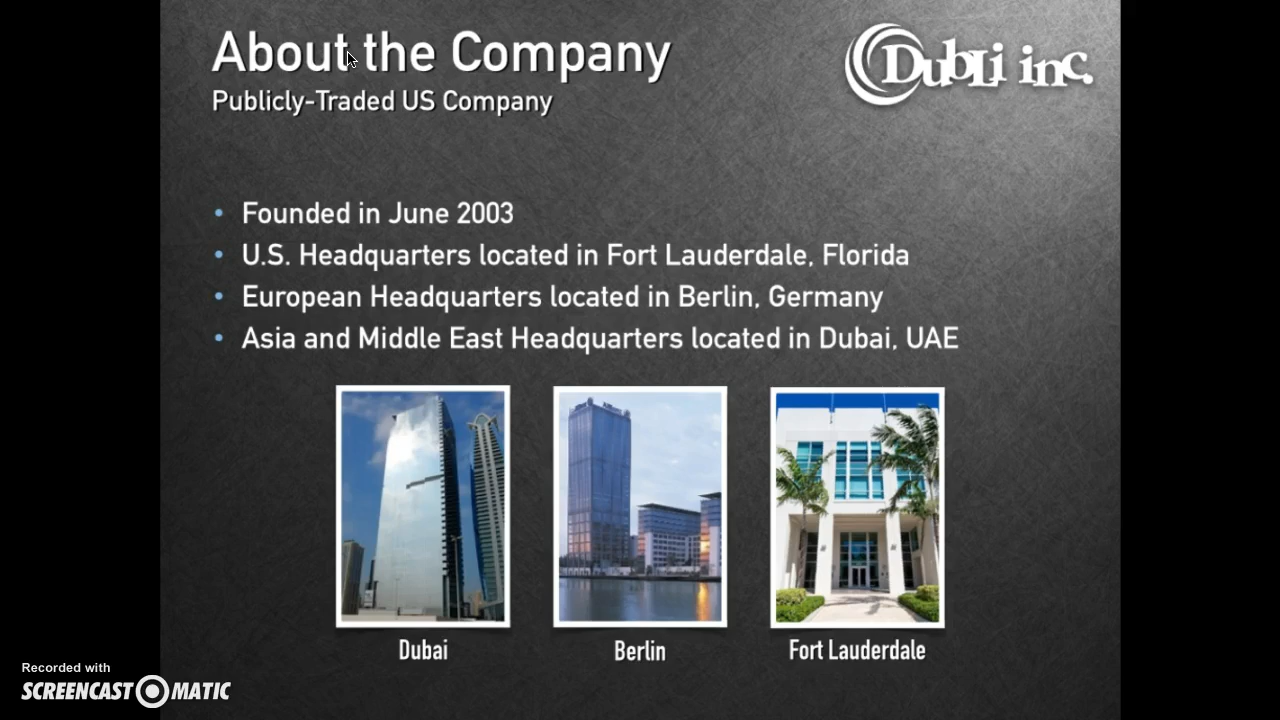 About the Company
DubLi inc.
Publicly-Traded US Company
• Founded in June 2003
• U.S. Headquarters located in Fort Lauderdale, Florida
• European Headquarters located in Berlin, Germany
• Asia and Middle East Headquarters located in Dubai, UAE
Dubai
Berlin
Fort Lauderdale
Recorded with
SCREENCAST-O-MATIC